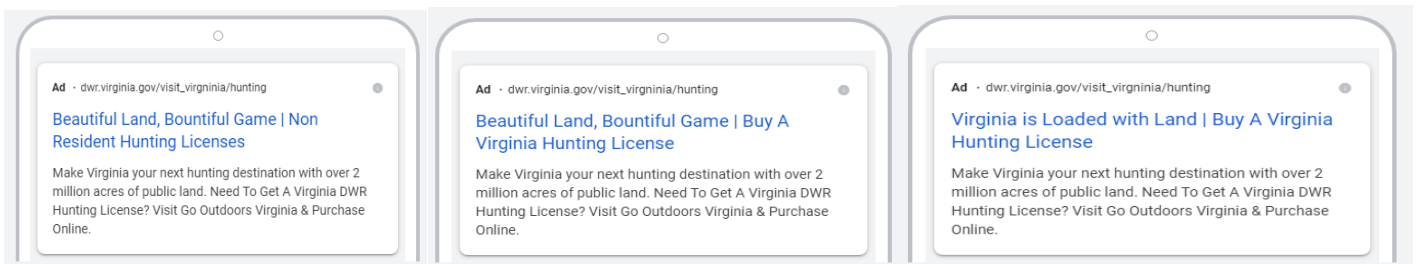 Ad · dwr.virginia.gov/visit_virgninia/hunting
Beautiful Land, Bountiful Game | Non
Resident Hunting Licenses
Make Virginia your next hunting destination with over 2
million acres of public land. Need To Get A Virginia DWR
Hunting License? Visit Go Outdoors Virginia & Purchase
Online.
Ad · dwr.virginia.gov/visit_virgninia/hunting
Beautiful Land, Bountiful Game | Buy A
Virginia Hunting License
Make Virginia your next hunting destination with over 2
million acres of public land. Need To Get A Virginia DWR
Hunting License? Visit Go Outdoors Virginia & Purchase
Online.
Ad · dwr.virginia.gov/visit_virgninia/hunting
Virginia is Loaded with Land | Buy A Virginia
Hunting License
Make Virginia your next hunting destination with over 2
million acres of public land. Need To Get A Virginia DWR
Hunting License? Visit Go Outdoors Virginia & Purchase
Online.